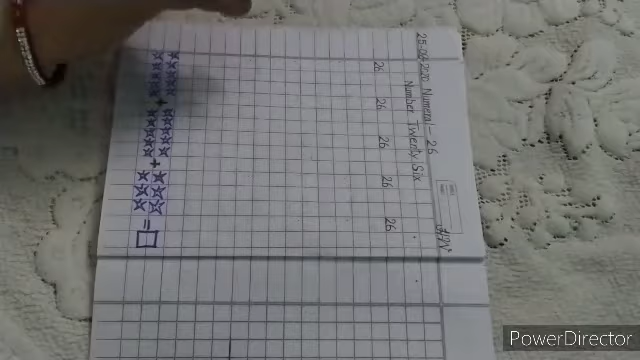 25-04-2020 Numeral - 26
Number Twenty Six
26 26 26 26 26
+ + =
PowerDirector